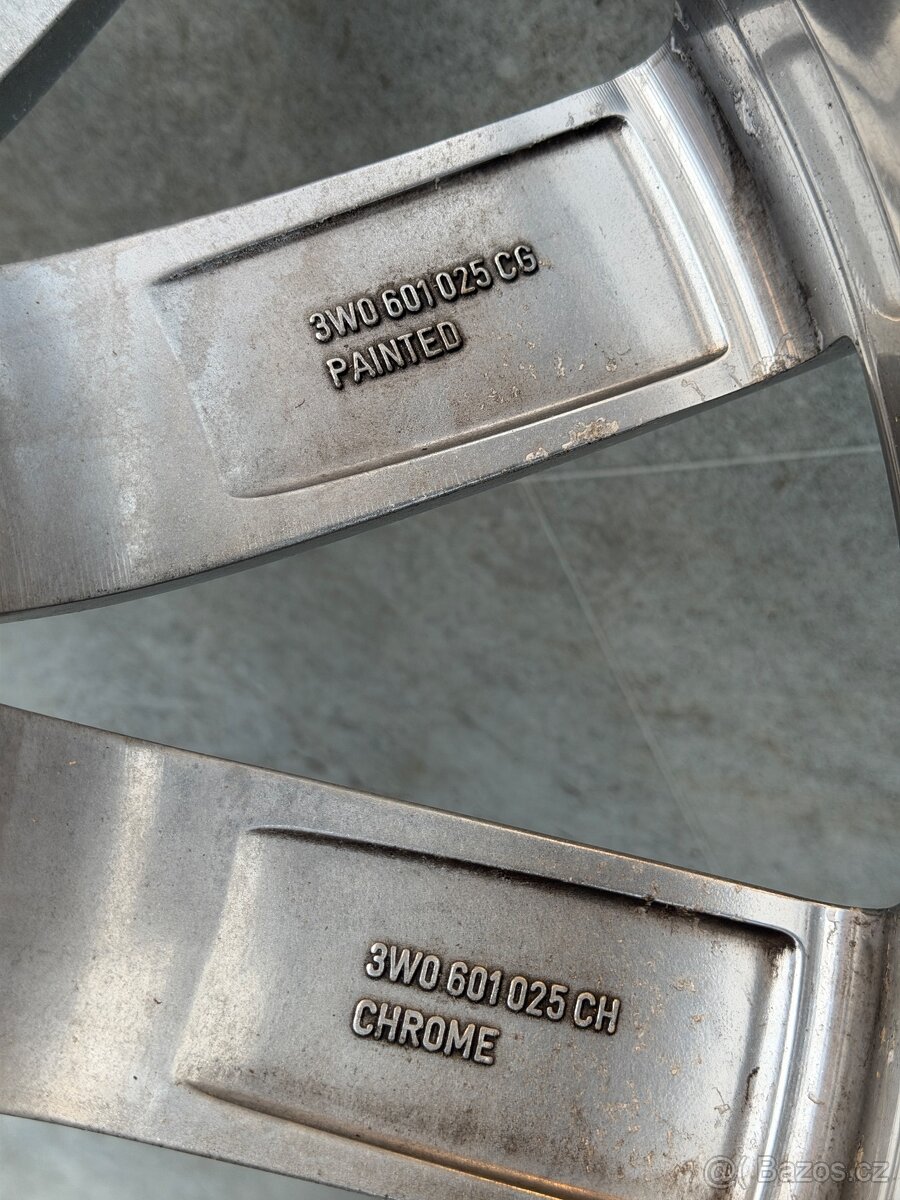 3W0 601 025 CG
PAINTED
3W0 601 025 CH
CHROME
@( Bazos.cz